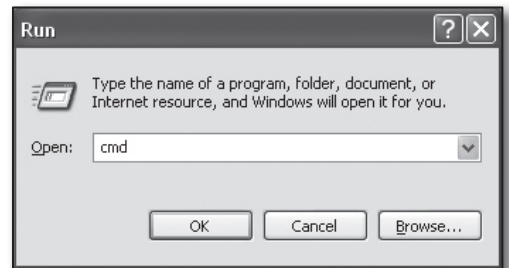 Run
Type the name of a program, folder, document, or
Internet resource, and Windows will open it for you.
Open: cmd
OK Cancel Browse...